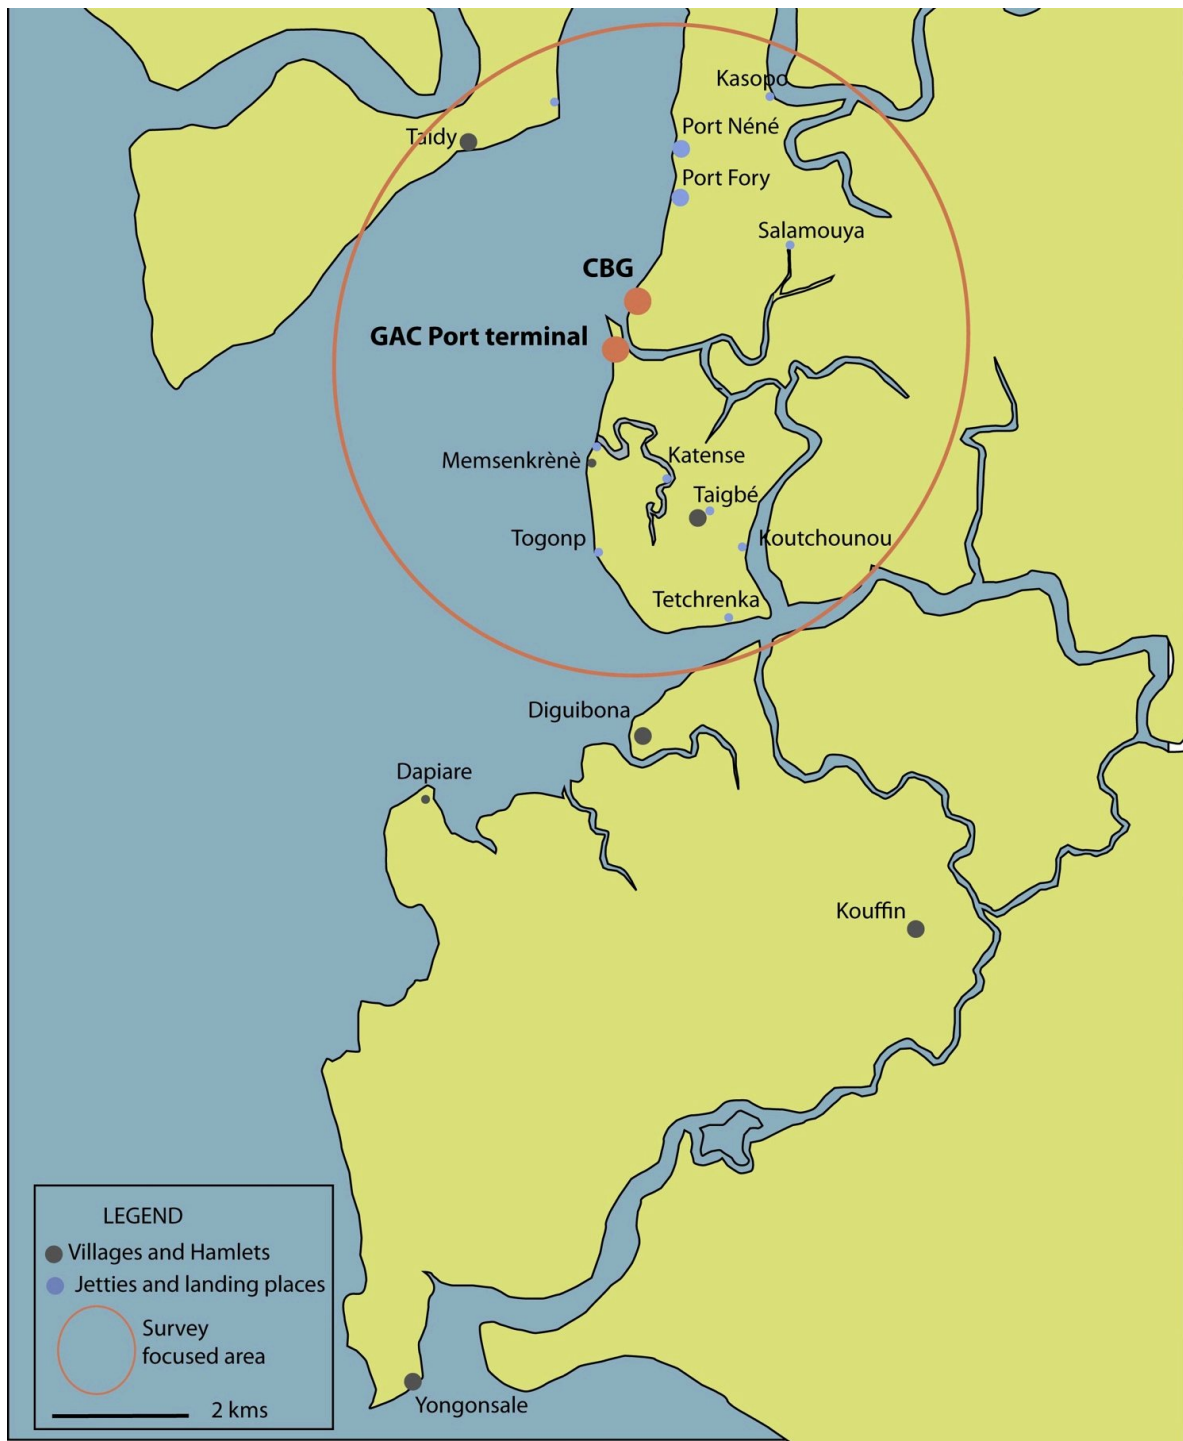 Kasopo
Port Néné
Taidy
Port Fory
Salamouya
CBG
GAC Port terminal
Katense
Memsenkrènè
Taigbé
Togonp
Koutchounou
Tetchrenka
Diguibona
Dapiare
Kouffin
LEGEND
Villages and Hamlets
Jetties and landing places
Survey
focused area
2 kms
Yongonsale